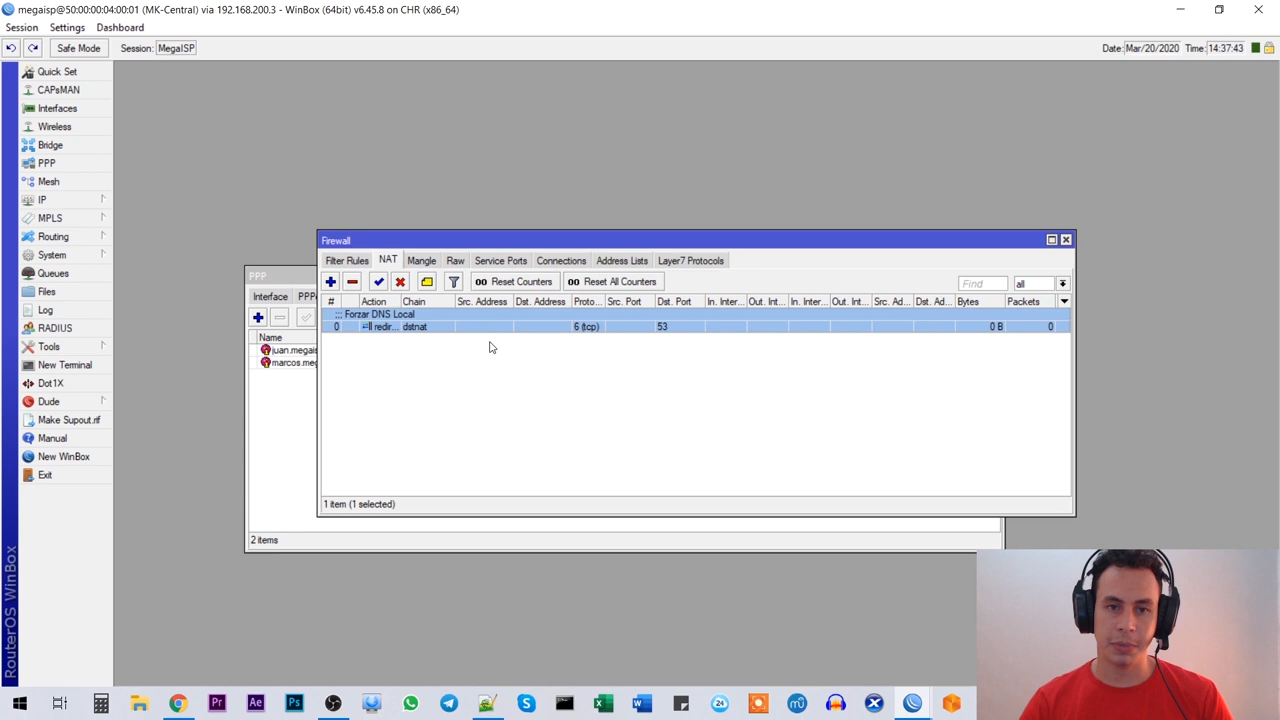 megaisp@50:00:00:04:00:01 (MK-Central) via 192.168.200.3 - WinBox (64bit) v6.45.8 on CHR (x86_64)
Session Settings Dashboard
Safe Mode Session: MegaISP Date: Mar/20/2020 Time: 14:37:43
Quick Set
CAPsMAN
Interfaces
Wireless
Bridge
PPP
Mesh
IP
MPLS
Routing
System
Queues
Files
Log
RADIUS
Tools
New Terminal
Dot1X
Dude
Make Supout.rif
Manual
New WinBox
Exit
RouterOS WinBox
PPP
Interface
Name
2 items
Firewall
Filter Rules NAT Mangle Raw Service Ports Connections Address Lists Layer7 Protocols
00 Reset Counters 00 Reset All Counters Find all
# Action Chain Src. Address Dst. Address Proto... Src. Port Dst. Port In. Inter... Out. Int... In. Inter... Out. Int... Src. Ad... Dst. Ad... Bytes Packets
;;; Forzar DNS Local
0 redir... dstnat 6 (tcp) 53 0 B 0
1 item (1 selected)
Pr Ae Ps 24